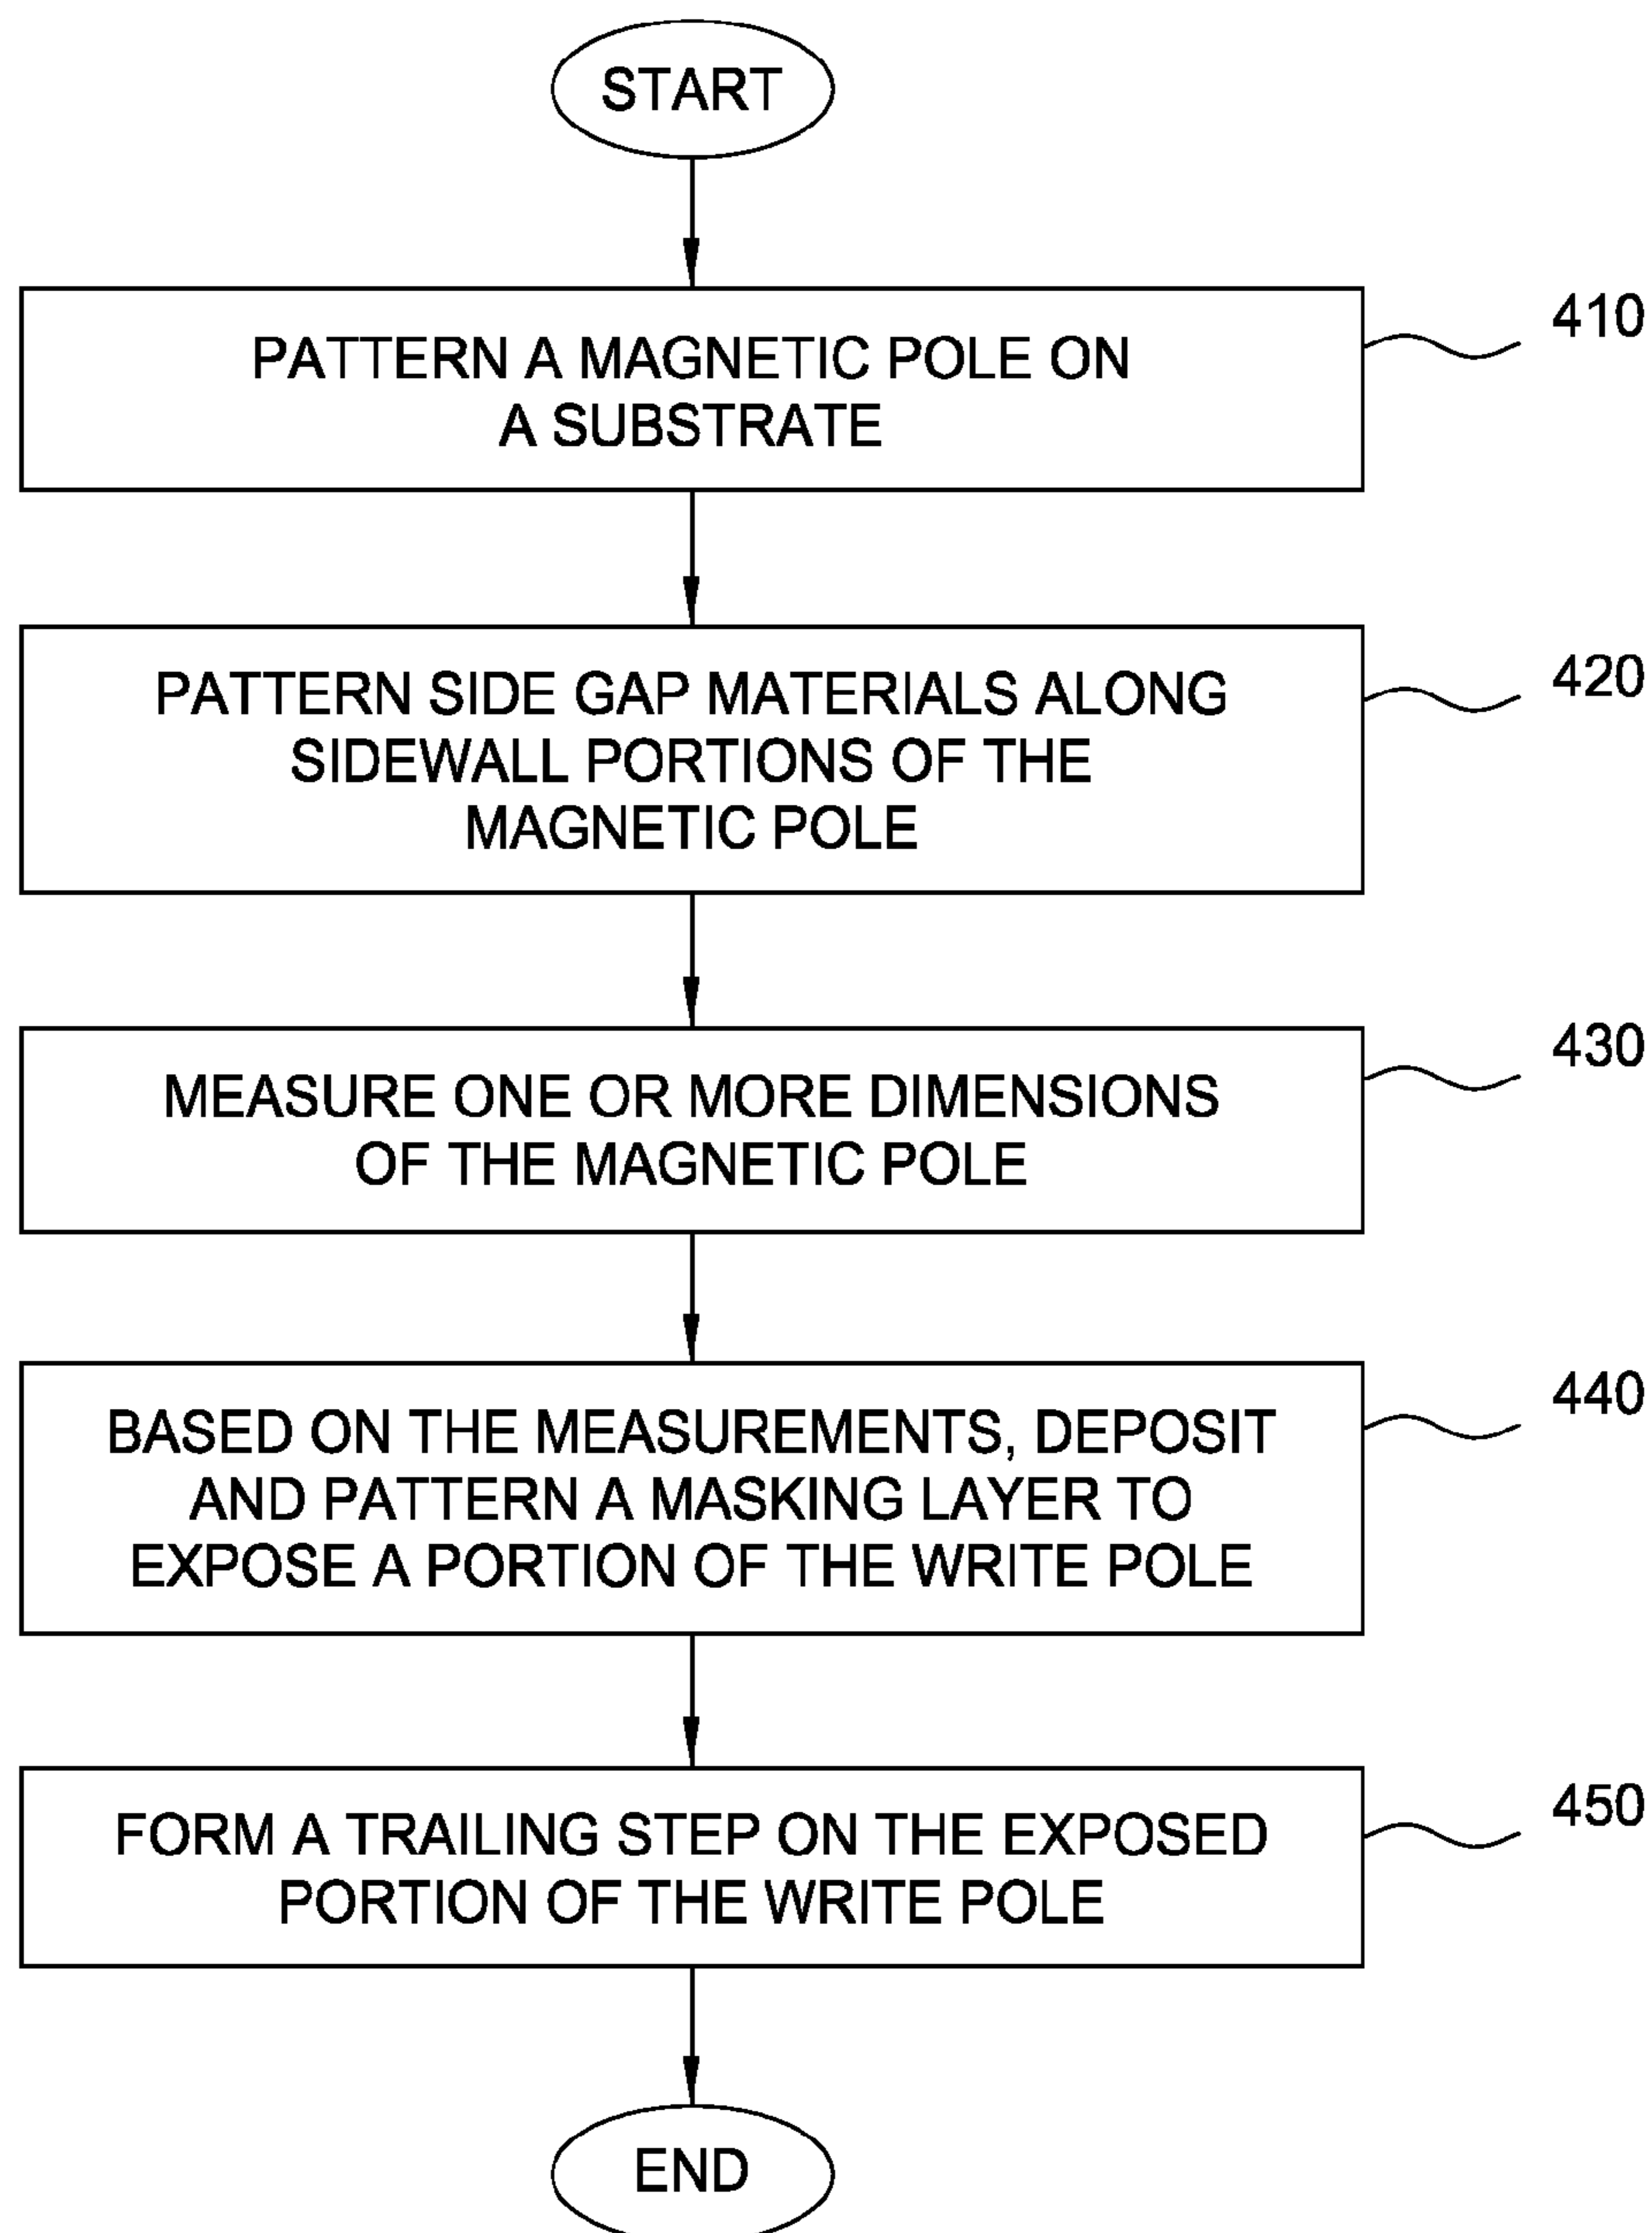 START
410
PATTERN A MAGNETIC POLE ON
A SUBSTRATE
420
PATTERN SIDE GAP MATERIALS ALONG
SIDEWALL PORTIONS OF THE
MAGNETIC POLE
430
MEASURE ONE OR MORE DIMENSIONS
OF THE MAGNETIC POLE
440
BASED ON THE MEASUREMENTS, DEPOSIT
AND PATTERN A MASKING LAYER TO
EXPOSE A PORTION OF THE WRITE POLE
450
FORM A TRAILING STEP ON THE EXPOSED
PORTION OF THE WRITE POLE
END